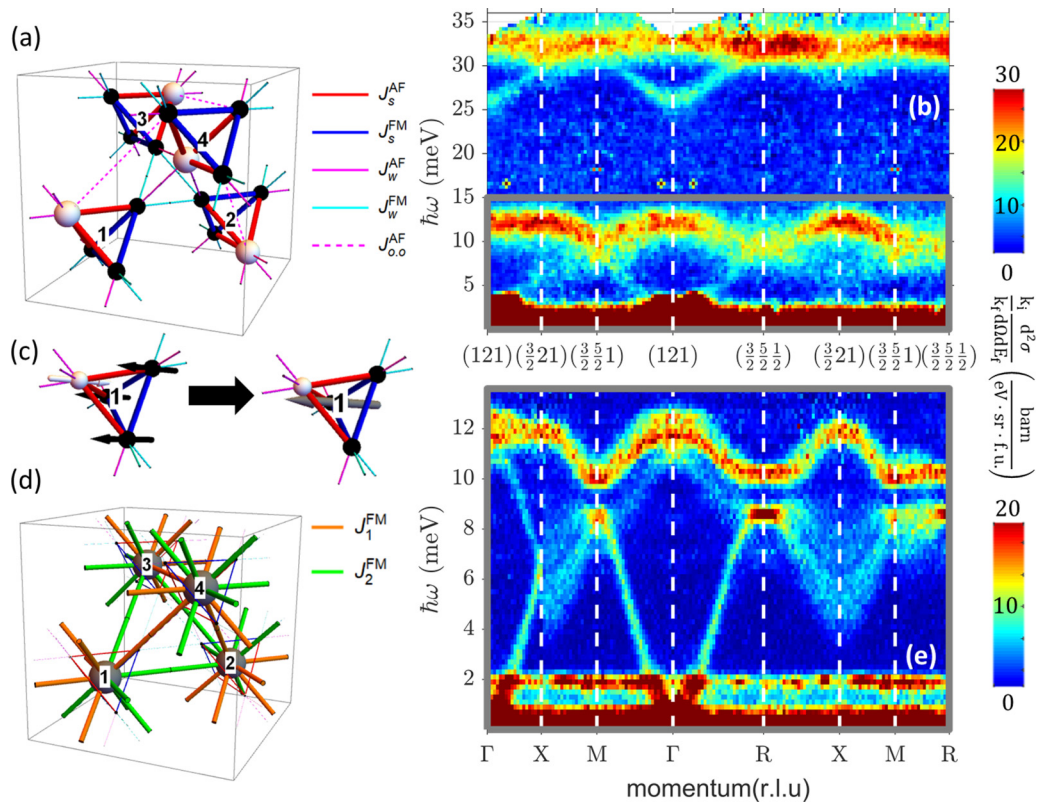 (a)
3
4
1
2
J_s^AF
J_s^FM
J_w^AF
J_w^FM
J_o.o^AF
(c)
1
1
(d)
3
4
1
2
J_1^FM
J_2^FM
ħω (meV)
35
30
25
20
15
10
5
(b)
(121) (3/2 21) (3/2 5/2 1) (121) (3/2 5/2 1/2) (3/2 21) (3/2 5/2 1) (3/2 5/2 1/2)
30
20
10
0
k_i/k_f d²σ/dΩdE_f (barn/eV · sr · f.u.)
20
10
0
ħω (meV)
12
10
8
6
4
2
(e)
Γ X M Γ R X M R
momentum(r.l.u)